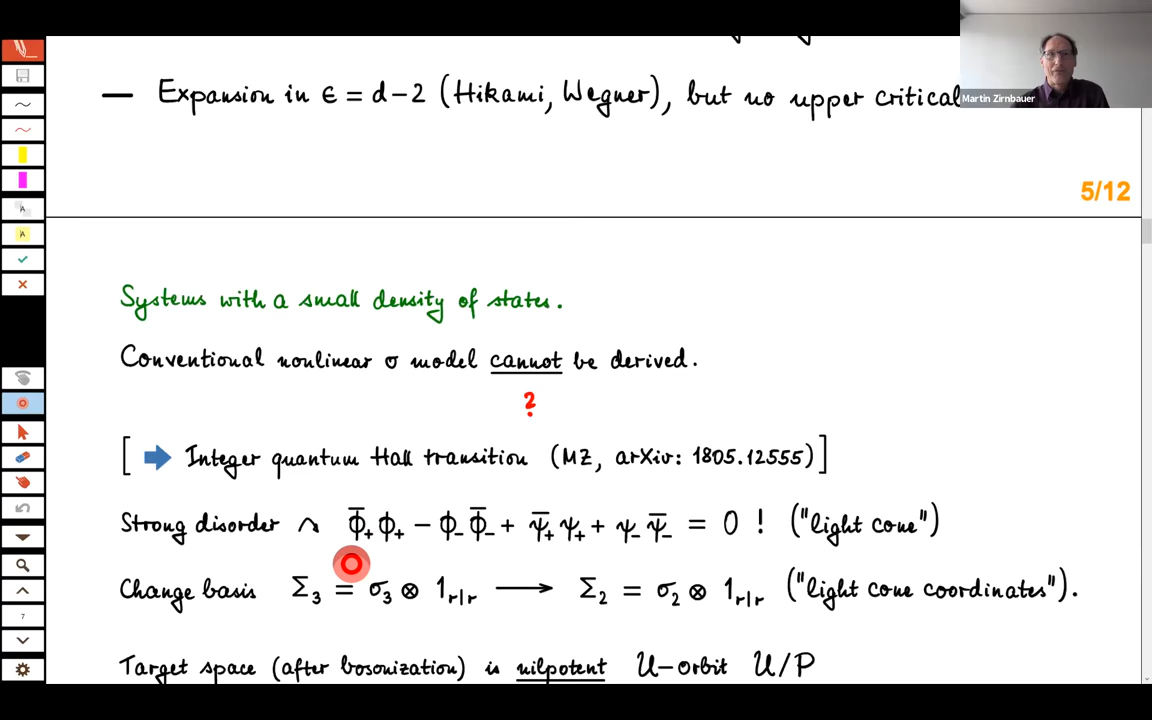 Martin Zirnbauer
— Expansion in ϵ = d−2 (Hikami, Wegner), but no upper critical
5/12
Systems with a small density of states.
Conventional nonlinear σ model cannot be derived.
?
[ ➡ Integer quantum Hall transition (MZ, arXiv: 1805.12555) ]
Strong disorder ↝ Φ̄₊Φ₊ − Φ₋Φ̄₋ + ψ̄₊ψ₊ + ψ₋ψ̄₋ = 0 ! ("light cone")
Change basis Σ₃ = σ₃ ⊗ 1ᵣ|ᵣ ⟶ Σ₂ = σ₂ ⊗ 1ᵣ|ᵣ ("light cone coordinates").
7
Target space (after bosonization) is nilpotent U-orbit U/P